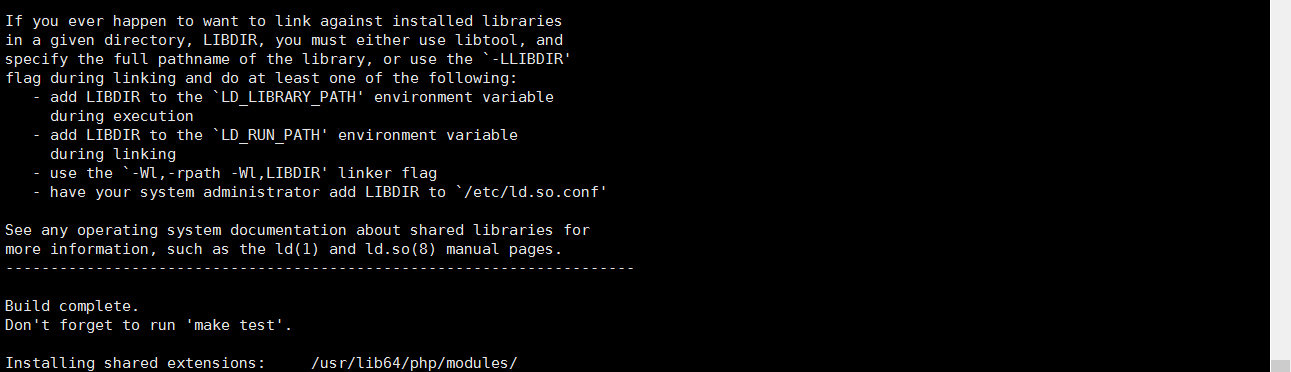 If you ever happen to want to link against installed libraries
in a given directory, LIBDIR, you must either use libtool, and
specify the full pathname of the library, or use the `-LLIBDIR'
flag during linking and do at least one of the following:
   - add LIBDIR to the `LD_LIBRARY_PATH' environment variable
     during execution
   - add LIBDIR to the `LD_RUN_PATH' environment variable
     during linking
   - use the `-Wl,-rpath -Wl,LIBDIR' linker flag
   - have your system administrator add LIBDIR to `/etc/ld.so.conf'

See any operating system documentation about shared libraries for
more information, such as the ld(1) and ld.so(8) manual pages.
----------------------------------------------------------------------

Build complete.
Don't forget to run 'make test'.

Installing shared extensions:     /usr/lib64/php/modules/